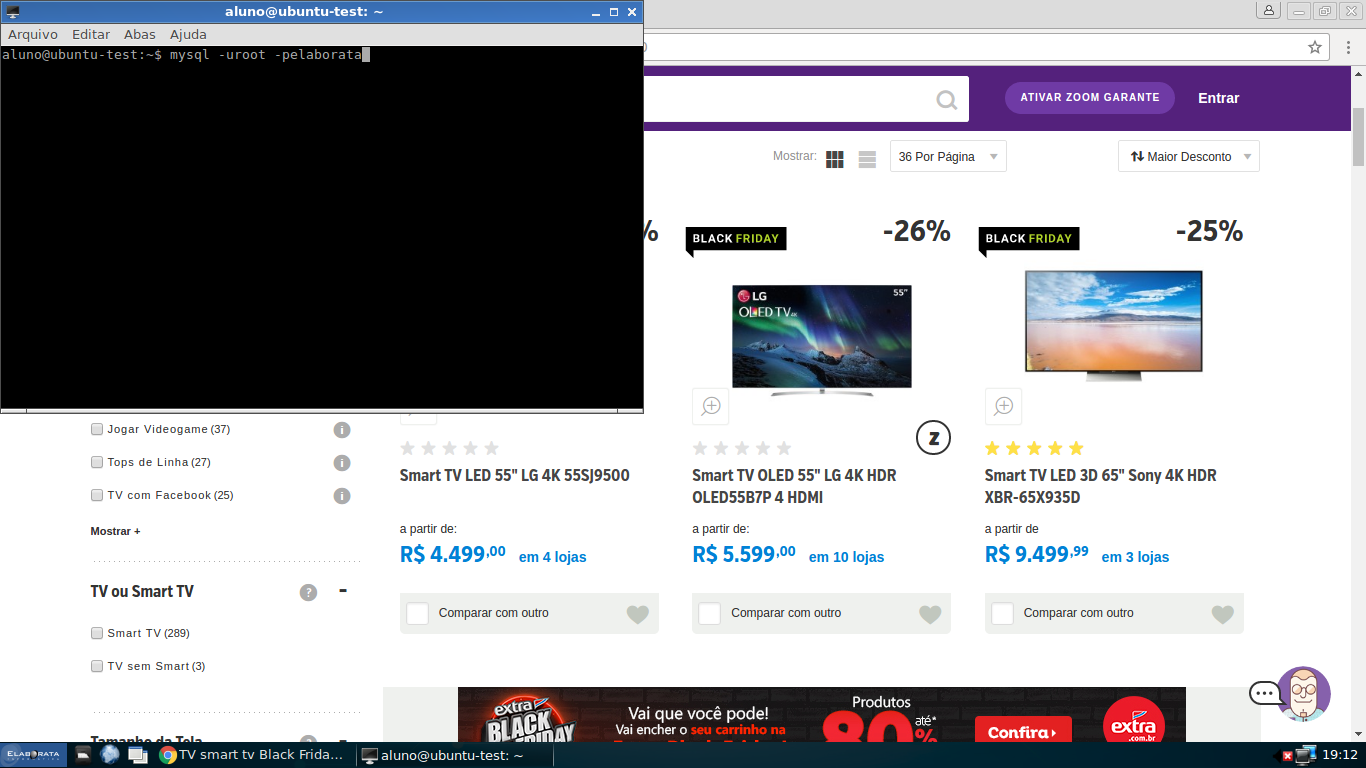 aluno@ubuntu-test: ~
Arquivo Editar Abas Ajuda
aluno@ubuntu-test:~$ mysql -uroot -pelaborata
ATIVAR ZOOM GARANTE
Entrar
Mostrar:
36 Por Página
Maior Desconto
%
BLACK FRIDAY
-26%
BLACK FRIDAY
-25%
LG
OLED TV 4K
55"
Jogar Videogame (37)
Tops de Linha (27)
TV com Facebook (25)
Mostrar +
TV ou Smart TV
?
-
Smart TV (289)
TV sem Smart (3)
Tamanho da Tela
Smart TV LED 55" LG 4K 55SJ9500
a partir de:
R$ 4.499,00 em 4 lojas
Comparar com outro
z
Smart TV OLED 55" LG 4K HDR
OLED55B7P 4 HDMI
a partir de:
R$ 5.599,00 em 10 lojas
Comparar com outro
Smart TV LED 3D 65" Sony 4K HDR
XBR-65X935D
a partir de
R$ 9.499,99 em 3 lojas
Comparar com outro
extra
BLACK
Vai que você pode!
Vai encher o seu carrinho na
Produtos
80%
até*
Confira
extra
.com.br
ELABORATA
TV smart tv Black Frida...
aluno@ubuntu-test: ~
19:12